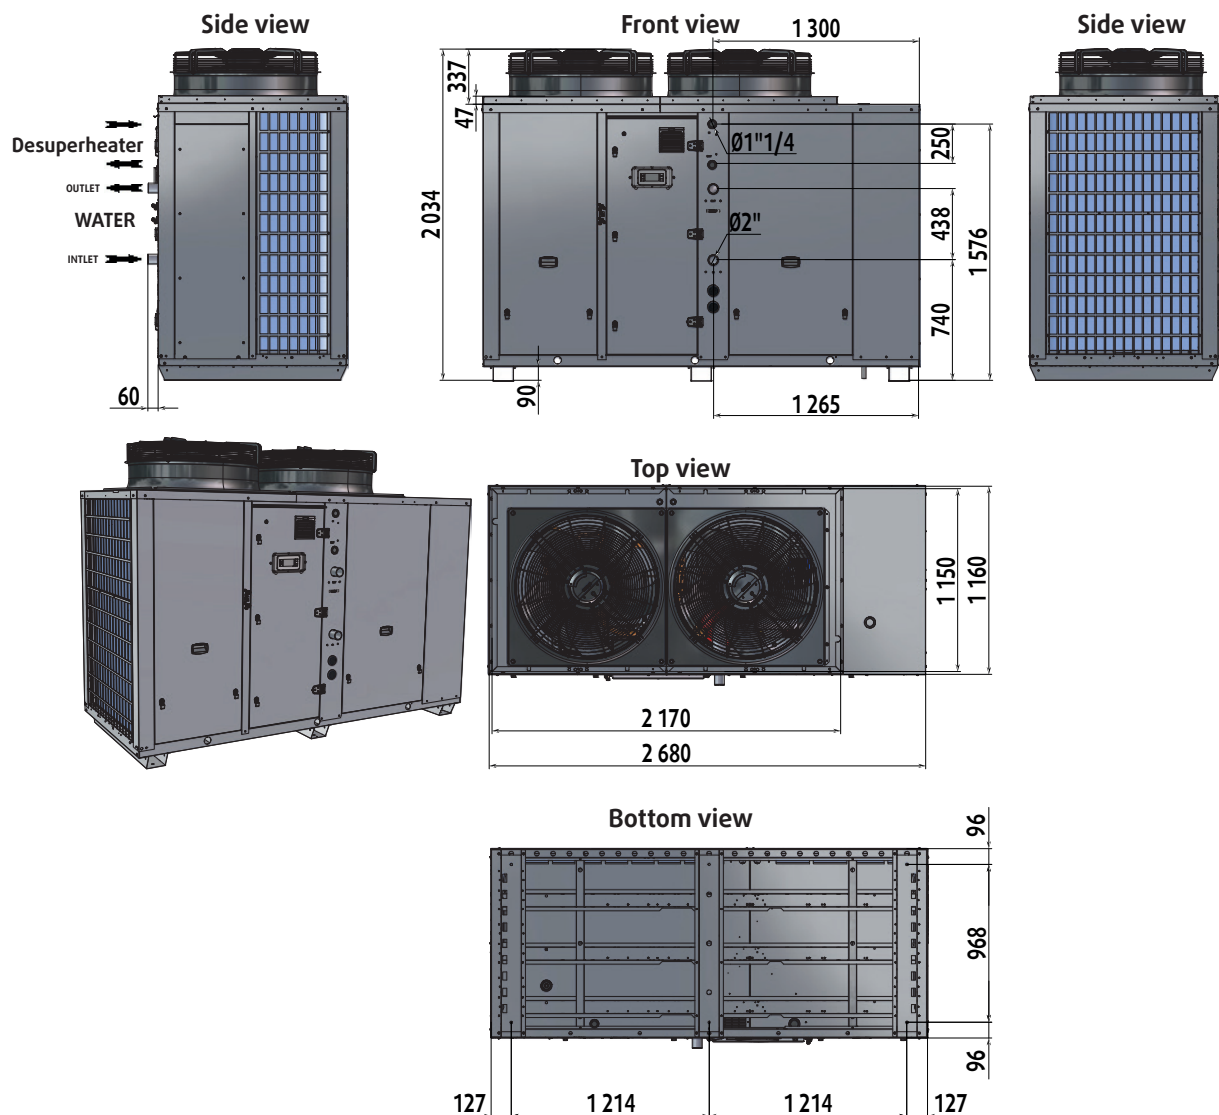 Side view
Front view
1 300
Side view
337
47
2 034
Desuperheater
OUTLET
WATER
INTLET
60
Ø1"1/4
Ø2"
250
438
1 576
740
90
1 265
Top view
1 150
1 160
2 170
2 680
Bottom view
96
968
96
127
1 214
1 214
127